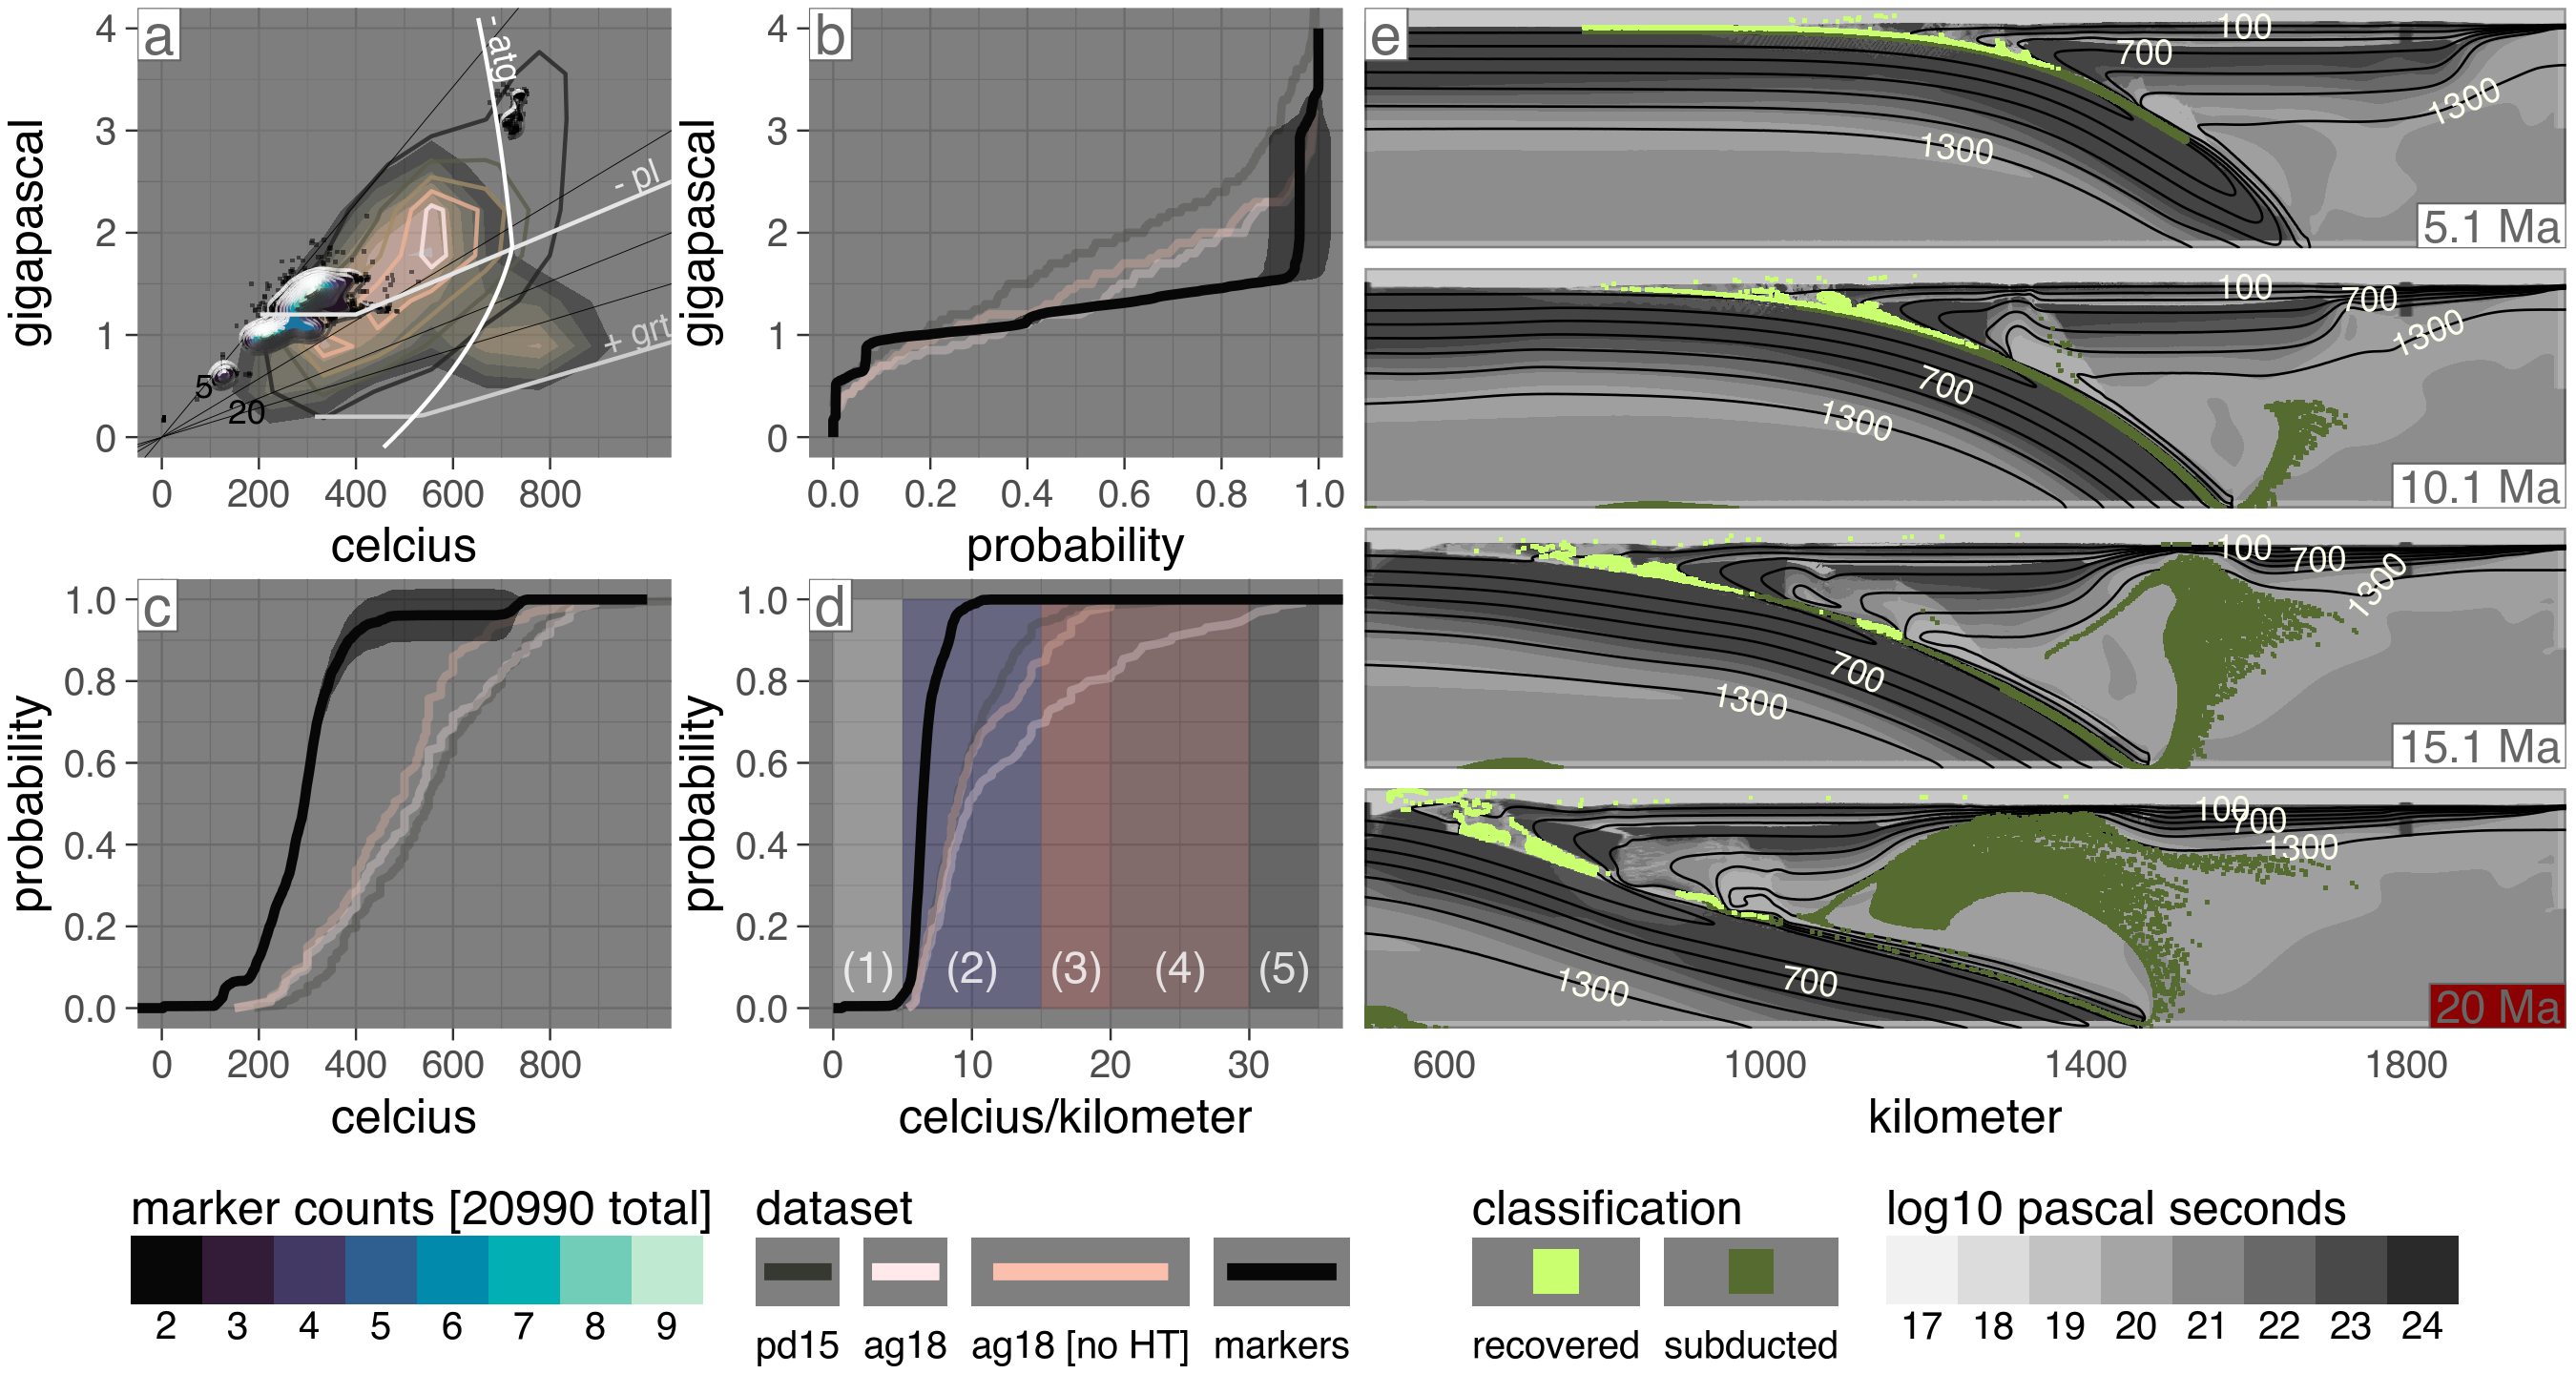 a
4
3
2
1
0
gigapascal
- atg
- pl
+ grt
5
20
0
200
400
600
800
celcius
b
4
3
2
1
0
gigapascal
0.0
0.2
0.4
0.6
0.8
1.0
probability
c
1.0
0.8
0.6
0.4
0.2
0.0
probability
0
200
400
600
800
celcius
d
1.0
0.8
0.6
0.4
0.2
0.0
probability
(1)
(2)
(3)
(4)
(5)
0
10
20
30
celcius/kilometer
e
100
700
1300
1300
5.1 Ma
100
700
1300
700
1300
10.1 Ma
100
700
1300
700
1300
15.1 Ma
100
700
1300
700
1300
20 Ma
600
1000
1400
1800
kilometer
marker counts [20990 total]
2
3
4
5
6
7
8
9
dataset
pd15
ag18
ag18 [no HT]
markers
classification
recovered
subducted
log10 pascal seconds
17
18
19
20
21
22
23
24